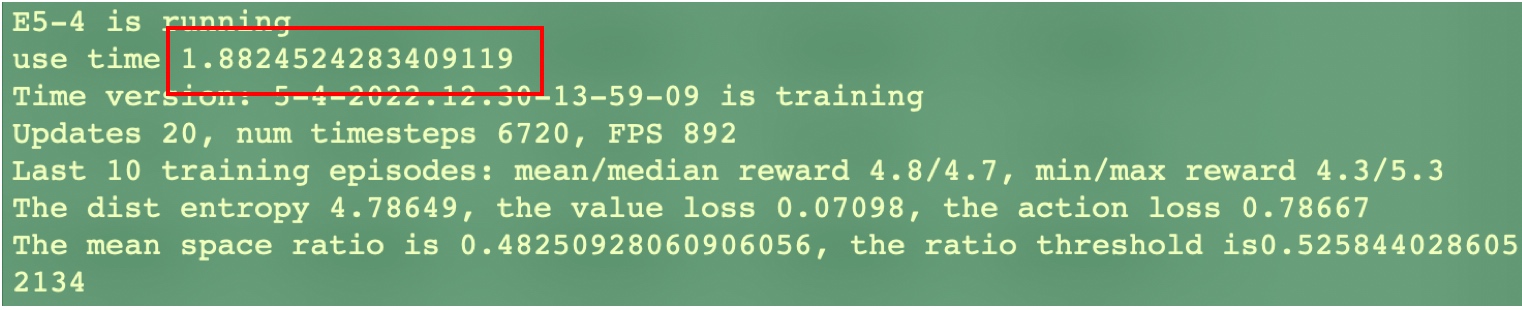 E5-4 is running
use time 1.8824524283409119
Time version: 5-4-2022.12.30-13-59-09 is training
Updates 20, num timesteps 6720, FPS 892
Last 10 training episodes: mean/median reward 4.8/4.7, min/max reward 4.3/5.3
The dist entropy 4.78649, the value loss 0.07098, the action loss 0.78667
The mean space ratio is 0.48250928060906056, the ratio threshold is0.525844028605
2134